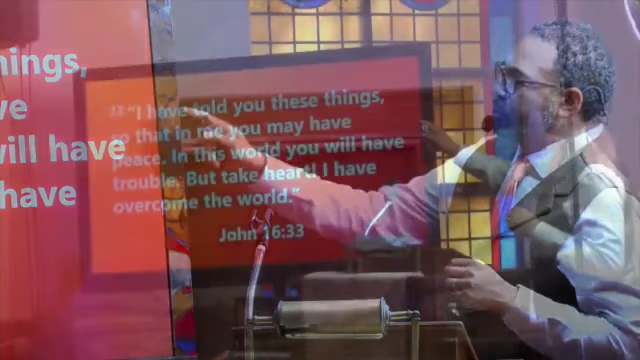 hings,
ve
will have
have
33 "I have told you these things,
so that in me you may have
peace. In this world you will have
trouble. But take heart! I have
overcome the world."
John 16:33